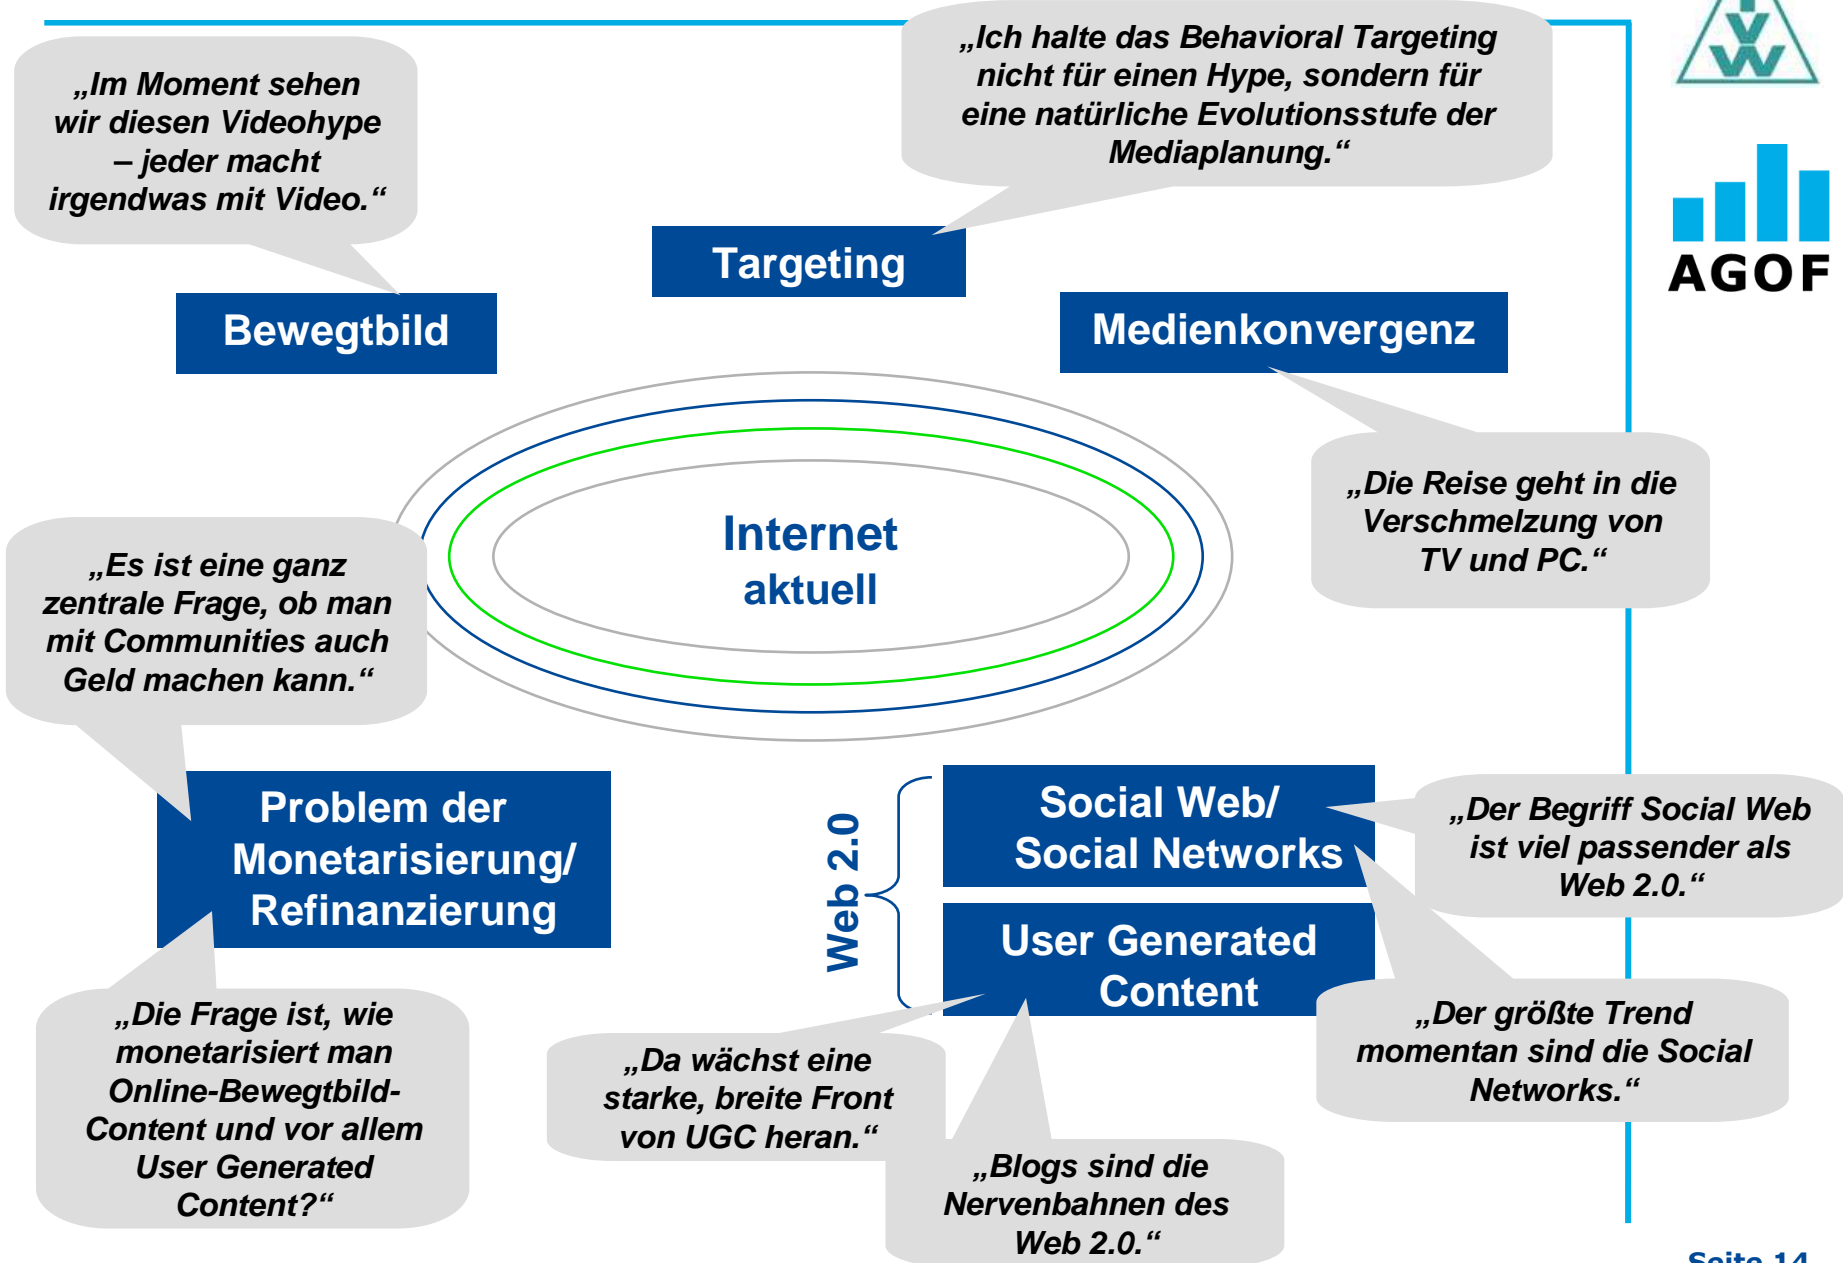 „Ich halte das Behavioral Targeting
nicht für einen Hype, sondern für
eine natürliche Evolutionsstufe der
Mediaplanung.“
„Im Moment sehen
wir diesen Videohype
– jeder macht
irgendwas mit Video.“
V
W
AGOF
Targeting
Bewegtbild
Medienkonvergenz
„Die Reise geht in die
Verschmelzung von
TV und PC.“
Internet
aktuell
„Es ist eine ganz
zentrale Frage, ob man
mit Communities auch
Geld machen kann.“
Problem der
Monetarisierung/
Refinanzierung
Web 2.0
Social Web/
Social Networks
„Der Begriff Social Web
ist viel passender als
Web 2.0.“
User Generated
Content
„Der größte Trend
momentan sind die Social
Networks.“
„Die Frage ist, wie
monetarisiert man
Online-Bewegtbild-
Content und vor allem
User Generated
Content?“
„Da wächst eine
starke, breite Front
von UGC heran.“
„Blogs sind die
Nervenbahnen des
Web 2.0.“
Seite 14